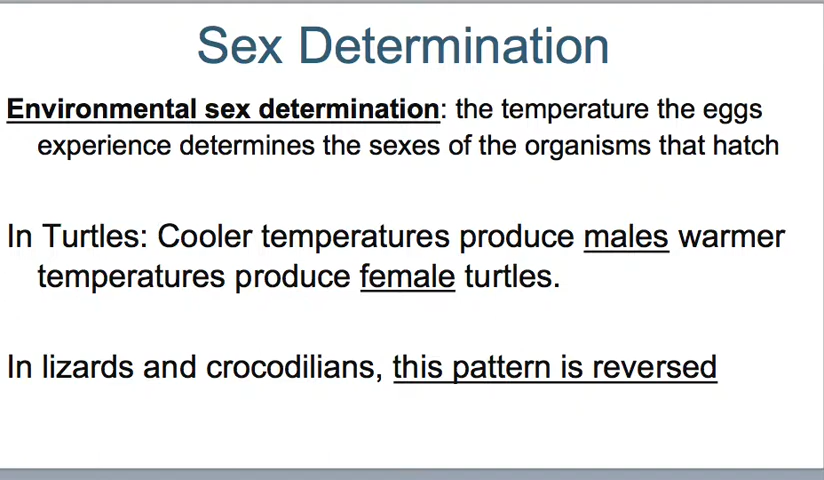 Sex Determination
Environmental sex determination: the temperature the eggs
experience determines the sexes of the organisms that hatch
In Turtles: Cooler temperatures produce males warmer
temperatures produce female turtles.
In lizards and crocodilians, this pattern is reversed